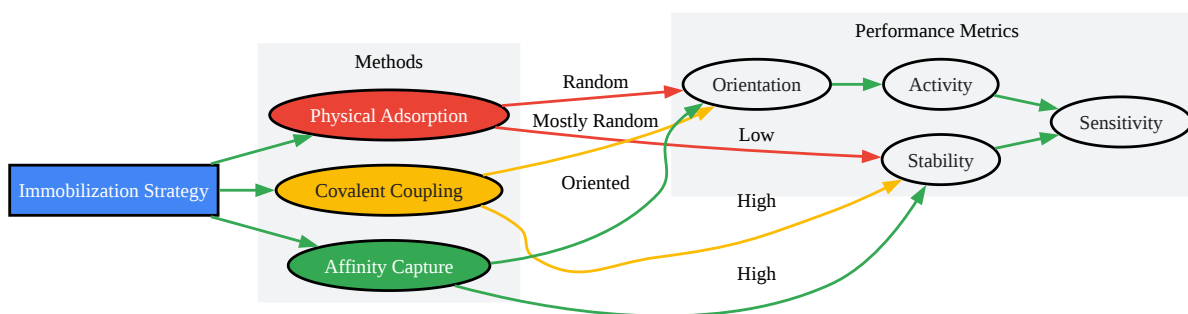 Performance Metrics
Methods
Random
Orientation
Activity
Physical Adsorption
Mostly Random
Low
Sensitivity
Stability
Immobilization Strategy
Covalent Coupling
Oriented
High
Affinity Capture
High